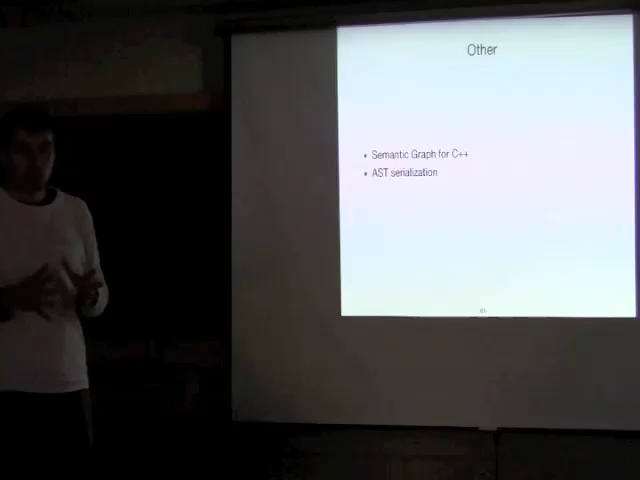 Other
• Semantic Graph for C++
• AST serialization